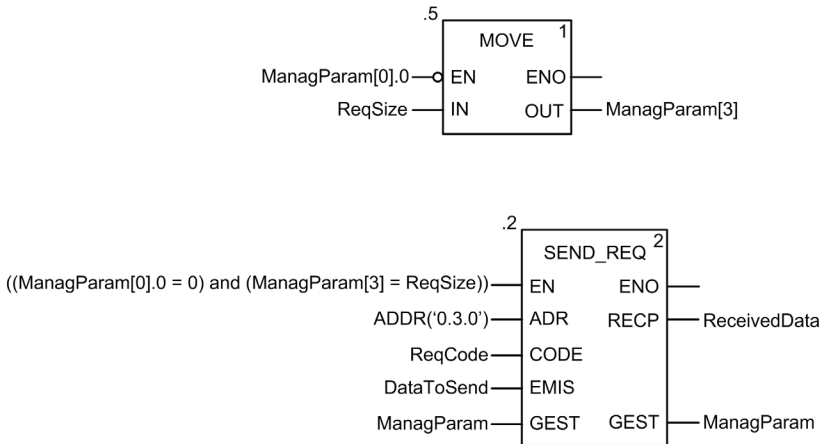 .5
MOVE 1
ManagParam[0].0 EN ENO
ReqSize IN OUT ManagParam[3]
.2
SEND_REQ 2
((ManagParam[0].0 = 0) and (ManagParam[3] = ReqSize)) EN ENO
ADDR(‘0.3.0’) ADR RECP ReceivedData
ReqCode CODE
DataToSend EMIS
ManagParam GEST GEST ManagParam